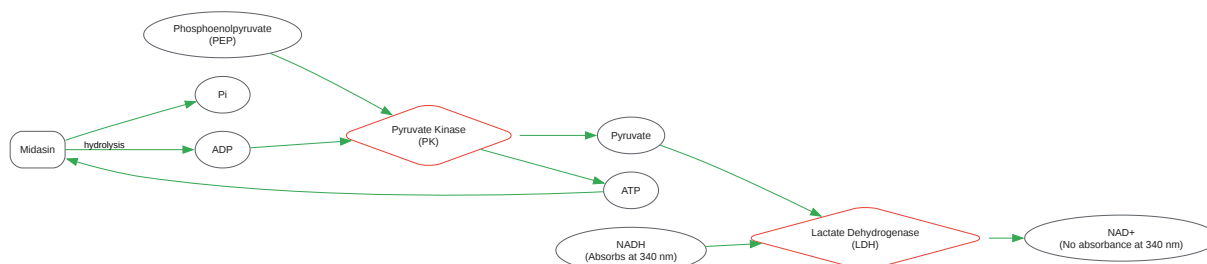 Phosphoenolpyruvate
(PEP)
Pi
Midasin
hydrolysis
ADP
Pyruvate Kinase
(PK)
Pyruvate
ATP
NADH
(Absorbs at 340 nm)
Lactate Dehydrogenase
(LDH)
NAD+
(No absorbance at 340 nm)